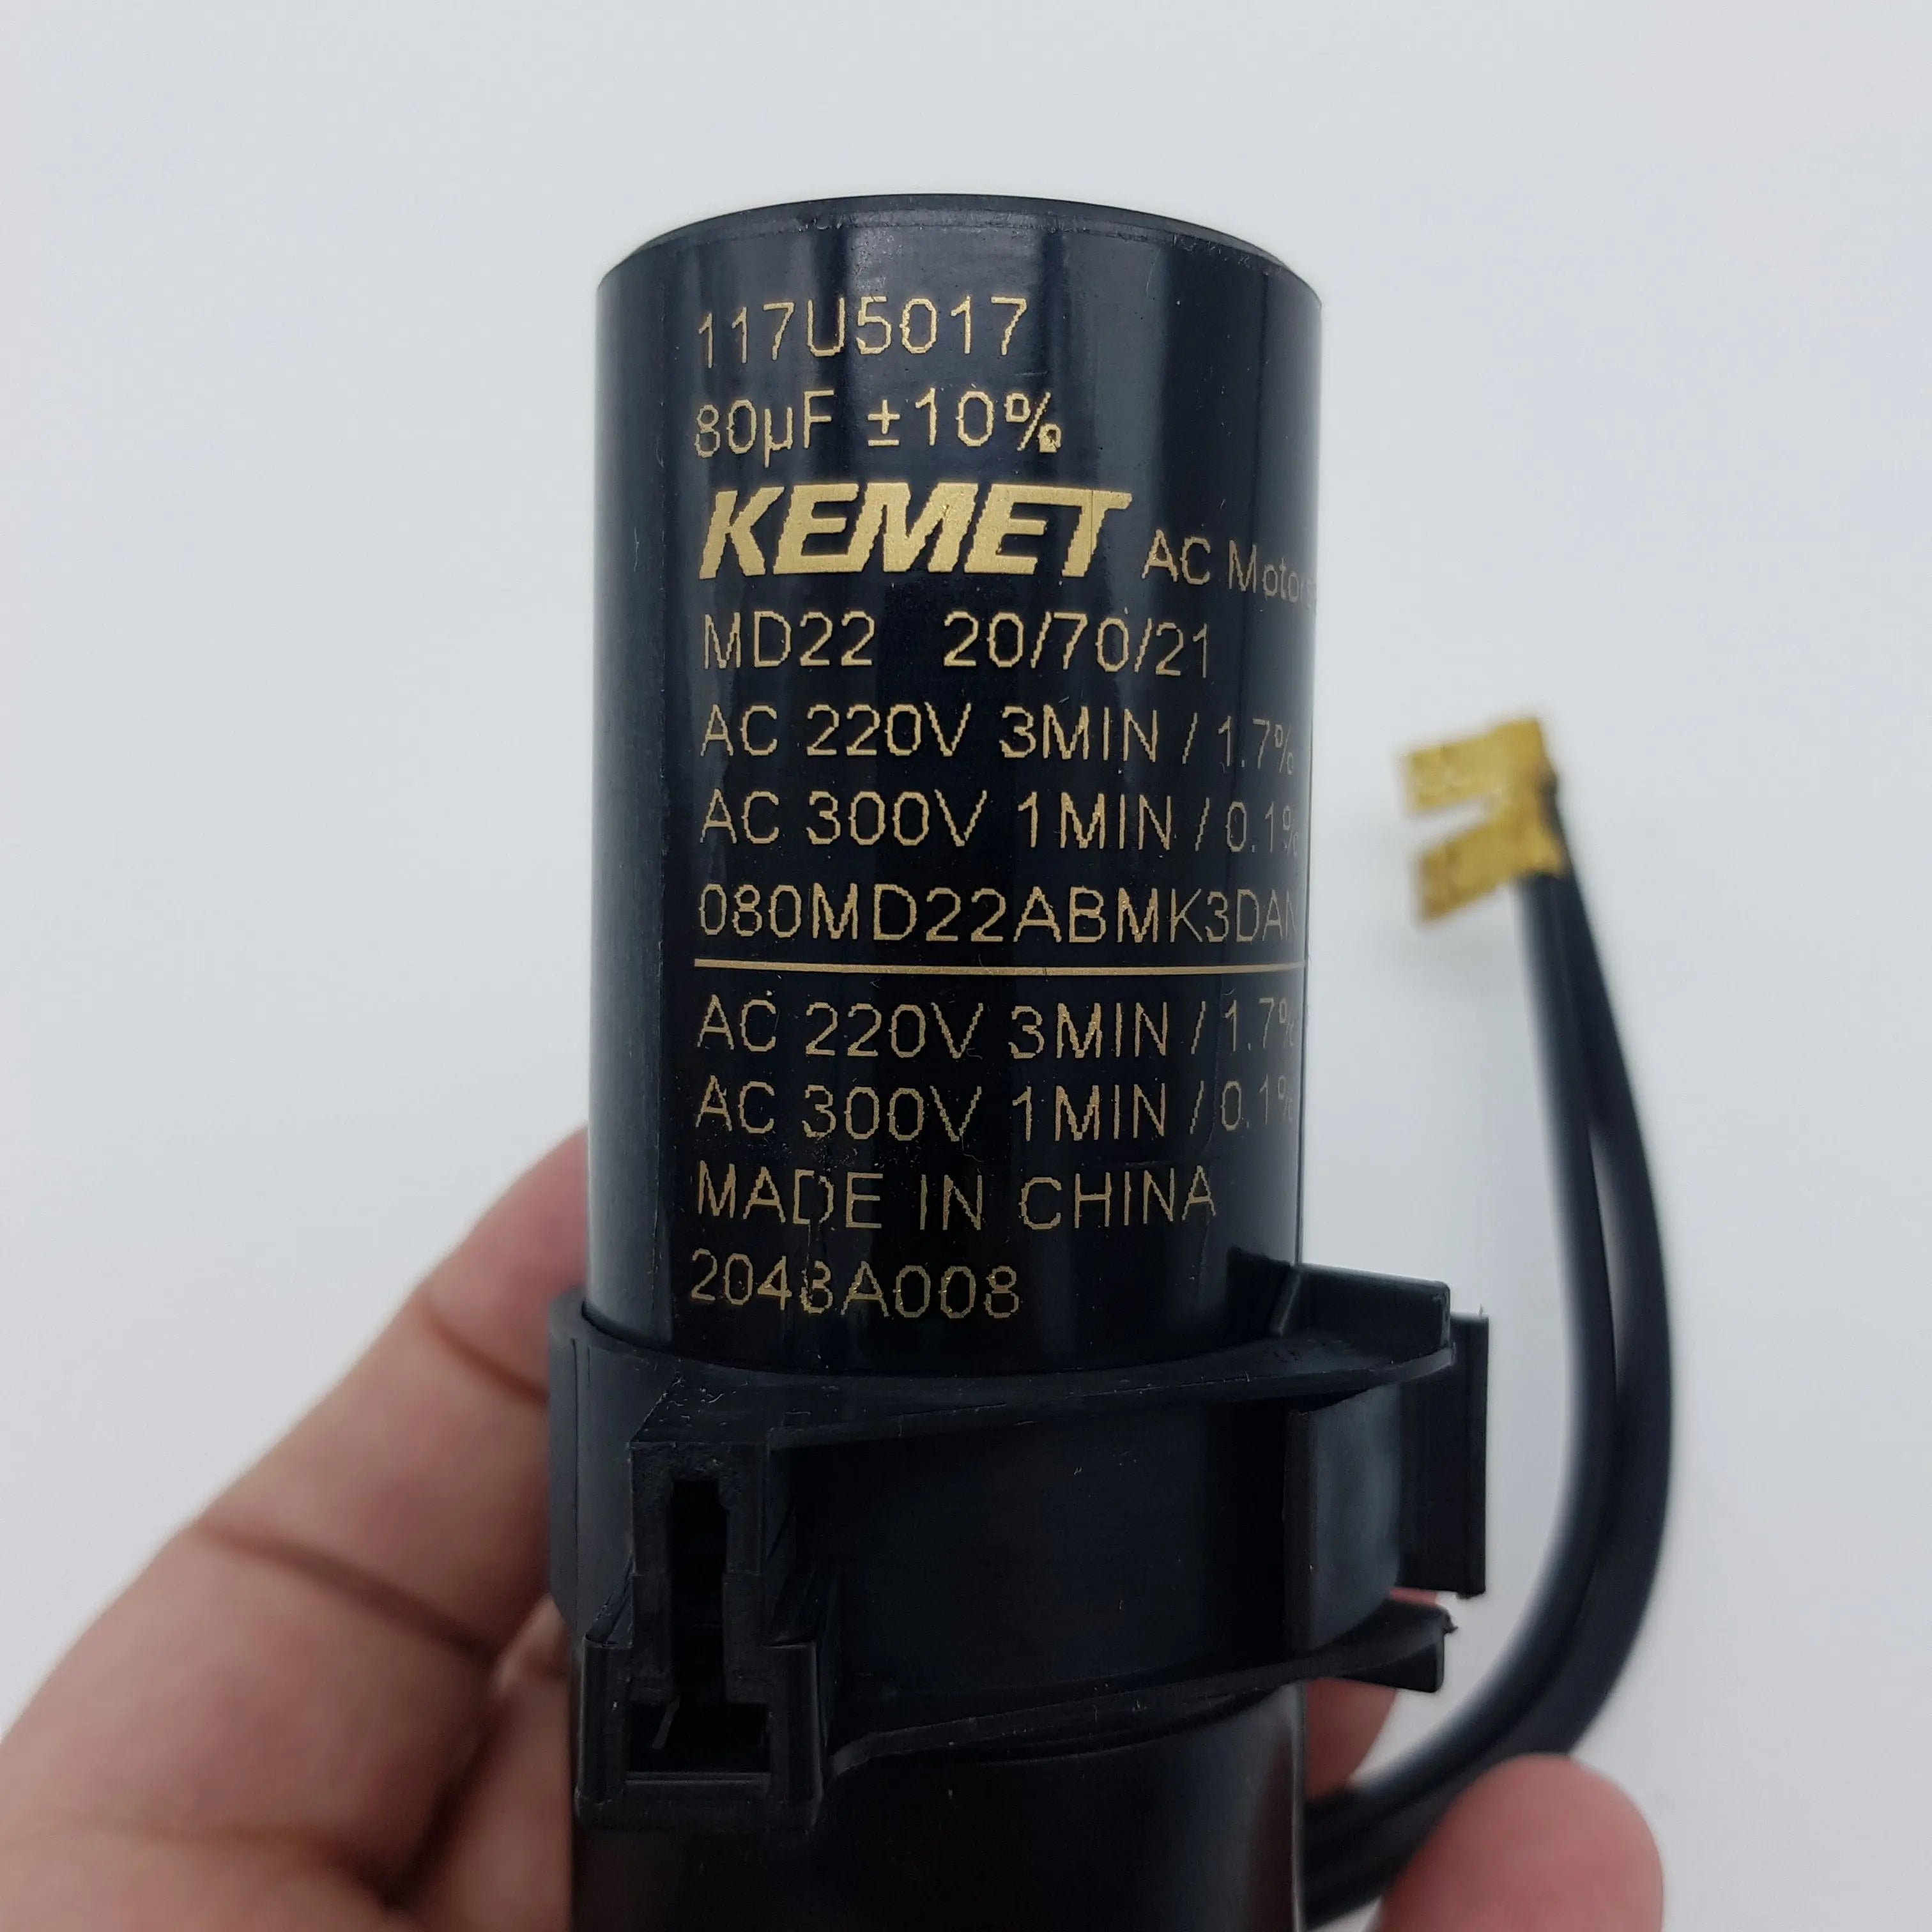 117U5017
80µF ±10%
KEMET AC Motors
MD22 20/70/21
AC 220V 3MIN / 1.7%
AC 300V 1MIN / 0.1%
080MD22ABMK3DAN
AC 220V 3MIN / 1.7%
AC 300V 1MIN / 0.1%
MADE IN CHINA
2043A008